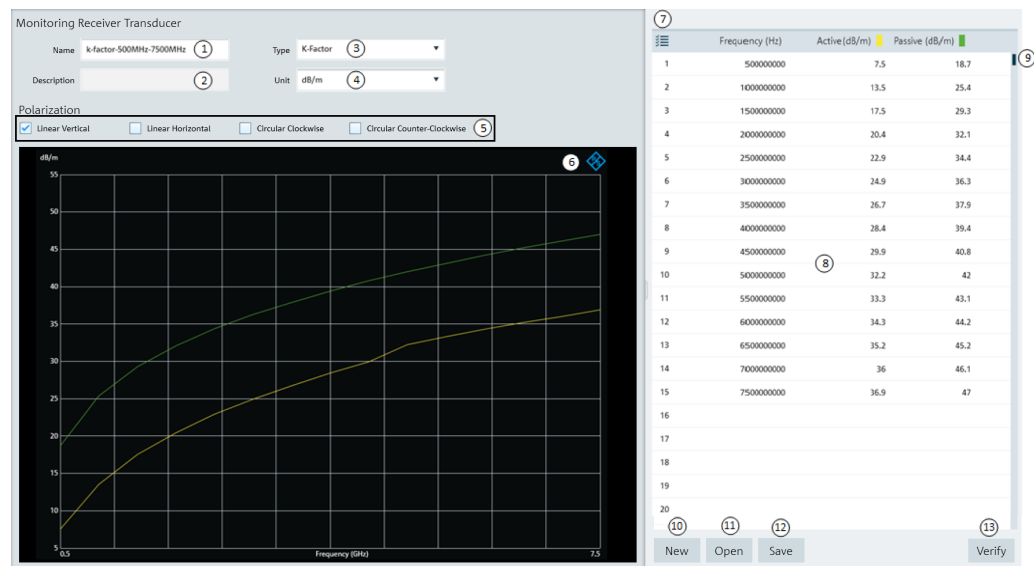 Monitoring Receiver Transducer
Name k-factor-500MHz-7500MHz 1 Type K-Factor 3
Description 2 Unit dB/m 4
Polarization
Linear Vertical Linear Horizontal Circular Clockwise Circular Counter-Clockwise 5
dB/m
6
55
50
45
40
35
30
25
20
15
10
5
0.5 Frequency (GHz) 7.5
7
Frequency (Hz) Active(dB/m) Passive (dB/m)
9
1 500000000 7.5 18.7
2 1000000000 13.5 25.4
3 1500000000 17.5 29.3
4 2000000000 20.4 32.1
5 2500000000 22.9 34.4
6 3000000000 24.9 36.3
7 3500000000 26.7 37.9
8 4000000000 28.4 39.4
9 4500000000 29.9 40.8
8
10 5000000000 32.2 42
11 5500000000 33.3 43.1
12 6000000000 34.3 44.2
13 6500000000 35.2 45.2
14 7000000000 36 46.1
15 7500000000 36.9 47
16
17
18
19
20
10 11 12 13
New Open Save Verify